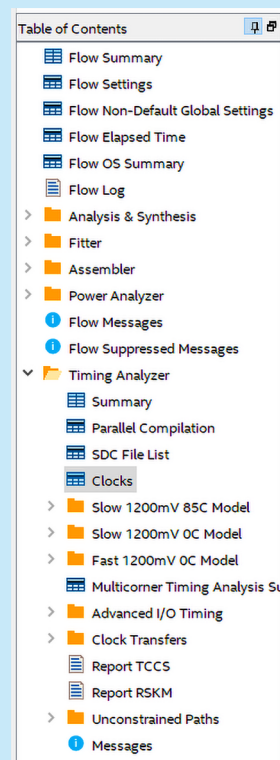 Table of Contents
Flow Summary
Flow Settings
Flow Non-Default Global Settings
Flow Elapsed Time
Flow OS Summary
Flow Log
Analysis & Synthesis
Fitter
Assembler
Power Analyzer
Flow Messages
Flow Suppressed Messages
Timing Analyzer
Summary
Parallel Compilation
SDC File List
Clocks
Slow 1200mV 85C Model
Slow 1200mV 0C Model
Fast 1200mV 0C Model
Multicorner Timing Analysis Su
Advanced I/O Timing
Clock Transfers
Report TCCS
Report RSKM
Unconstrained Paths
Messages